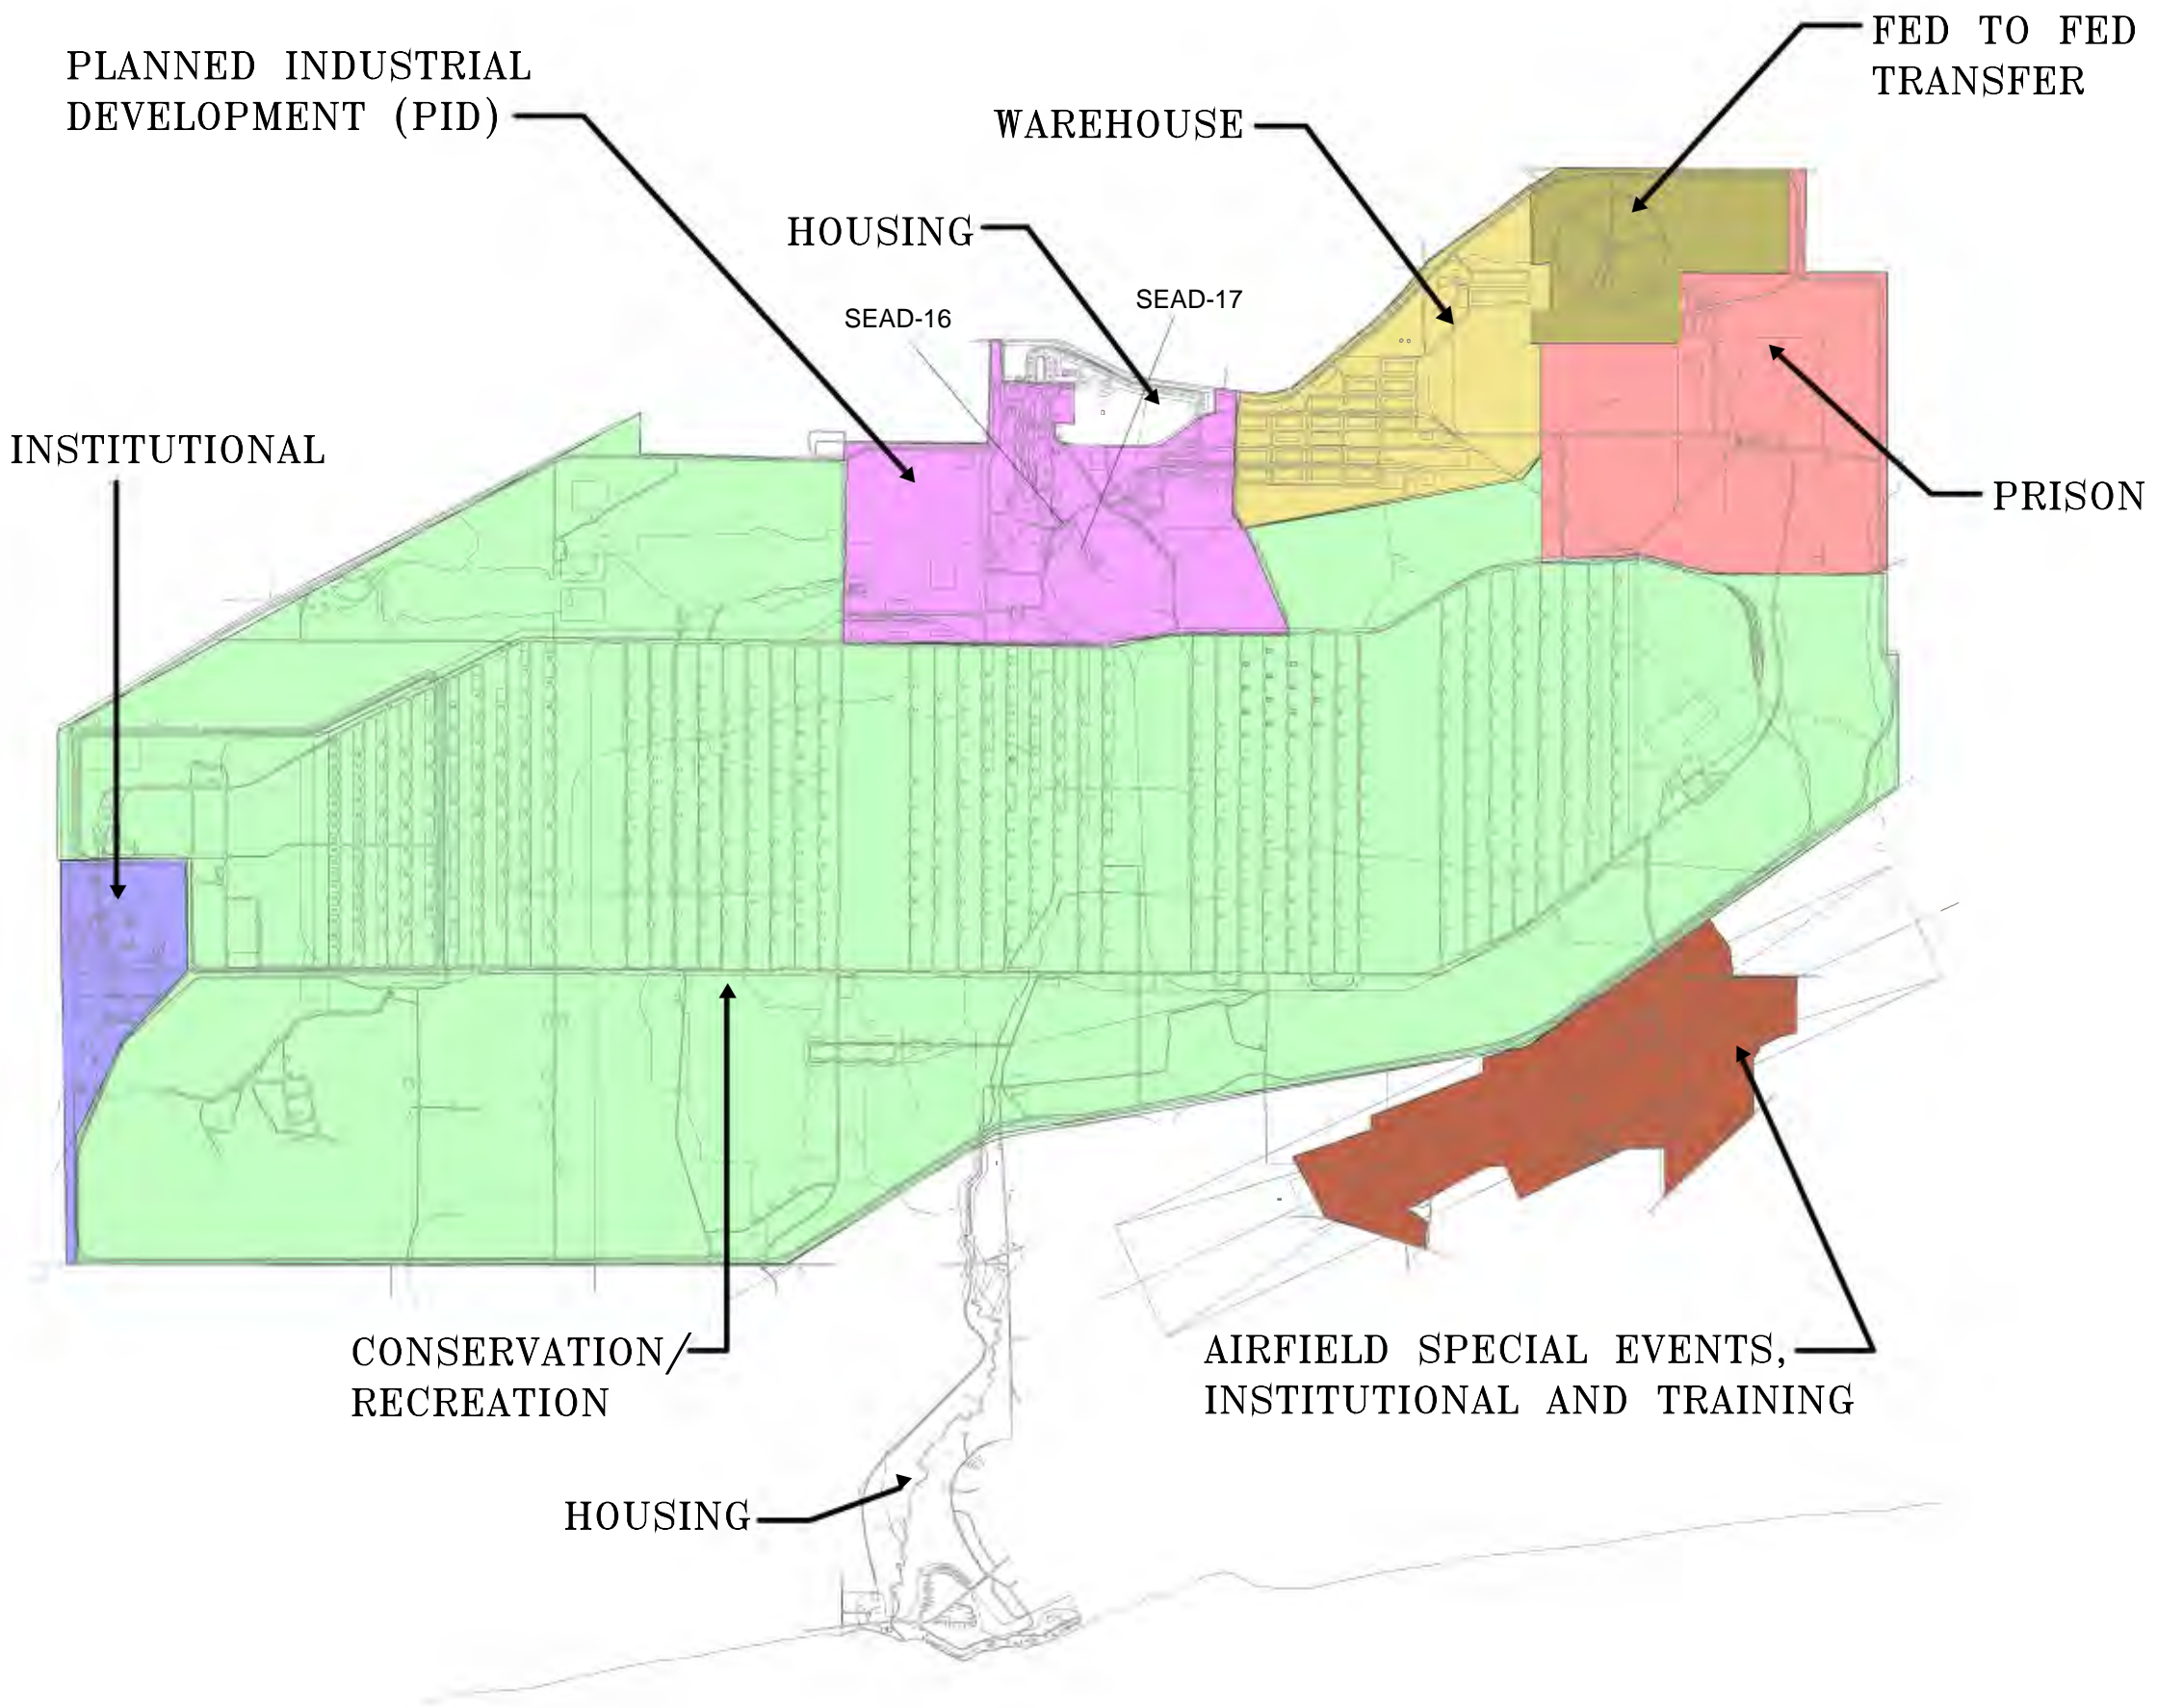 FED TO FED
TRANSFER
PLANNED INDUSTRIAL
DEVELOPMENT (PID)
WAREHOUSE
HOUSING
SEAD-17
SEAD-16
INSTITUTIONAL
PRISON
CONSERVATION/
RECREATION
AIRFIELD SPECIAL EVENTS,
INSTITUTIONAL AND TRAINING
HOUSING